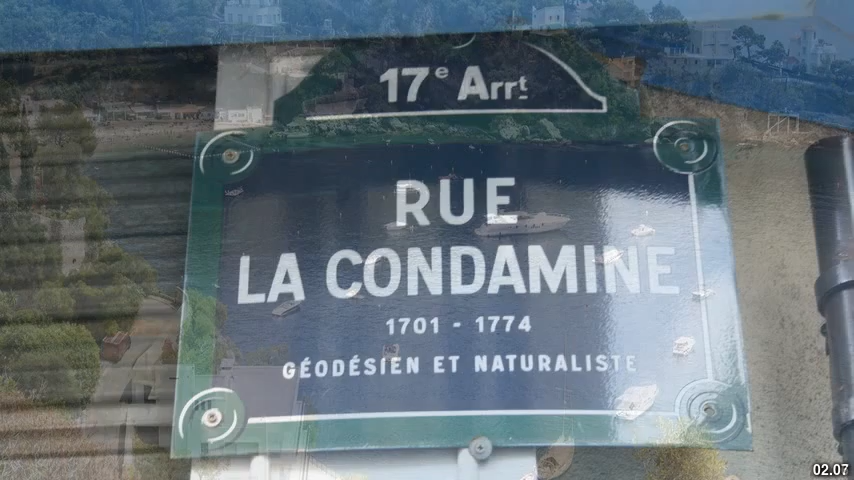 17e Arrt
RUE
LA CONDAMINE
1701 - 1774
GÉODÉSIEN ET NATURALISTE
02.07